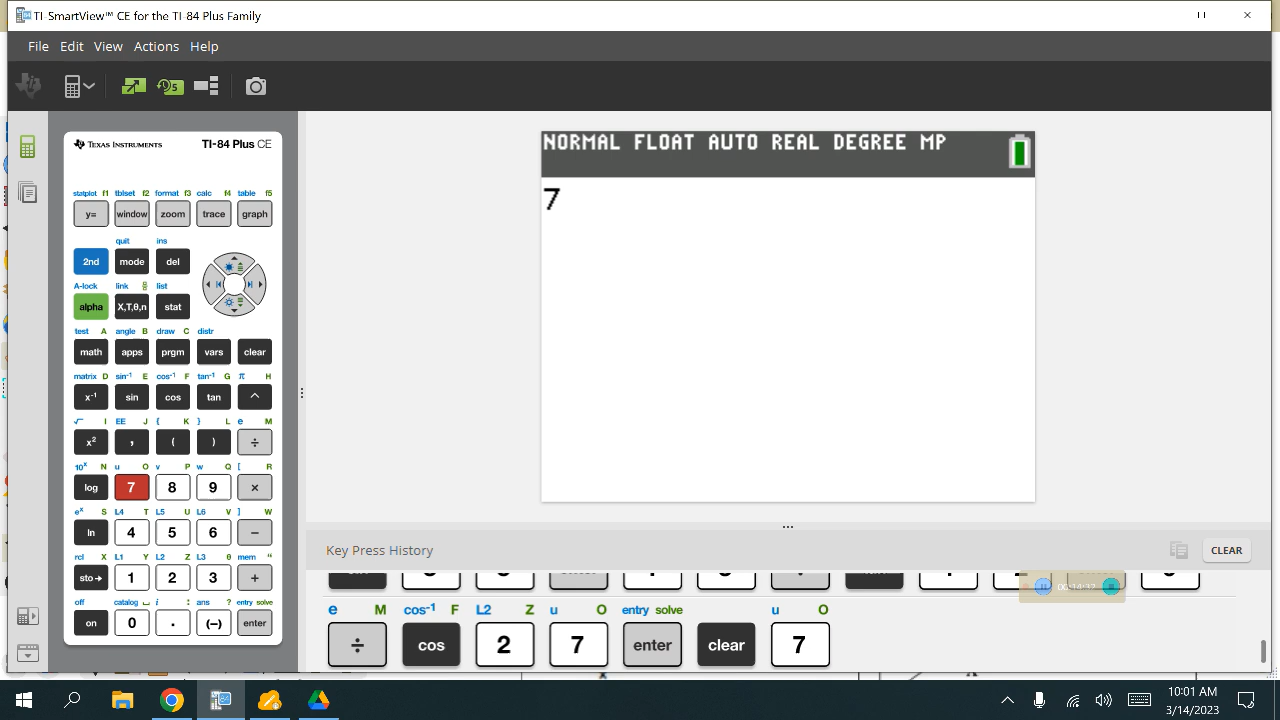 TI-SmartView™ CE for the TI-84 Plus Family
File Edit View Actions Help
TEXAS INSTRUMENTS TI-84 Plus CE
statplot f1 tblset f2 format f3 calc f4 table f5
y= window zoom trace graph
quit ins
2nd mode del
A-lock link list
alpha X,T,θ,n stat
test A angle B draw C distr
math apps prgm vars clear
matrix D sin⁻¹ E cos⁻¹ F tan⁻¹ G π H
x⁻¹ sin cos tan ^
√ I EE J { K } L e M
x² , ( ) ÷
10ˣ N u O v P w Q [ R
log 7 8 9 ×
eˣ S L4 T L5 U L6 V ] W
ln 4 5 6 −
rcl X L1 Y L2 Z L3 θ mem "
sto→ 1 2 3 +
off catalog ⎵ i : ans ? entry solve
on 0 . (−) enter
NORMAL FLOAT AUTO REAL DEGREE MP
7
Key Press History
CLEAR
00:14:37
e M cos⁻¹ F L2 Z u O entry solve u O
÷ cos 2 7 enter clear 7
10:01 AM
3/14/2023